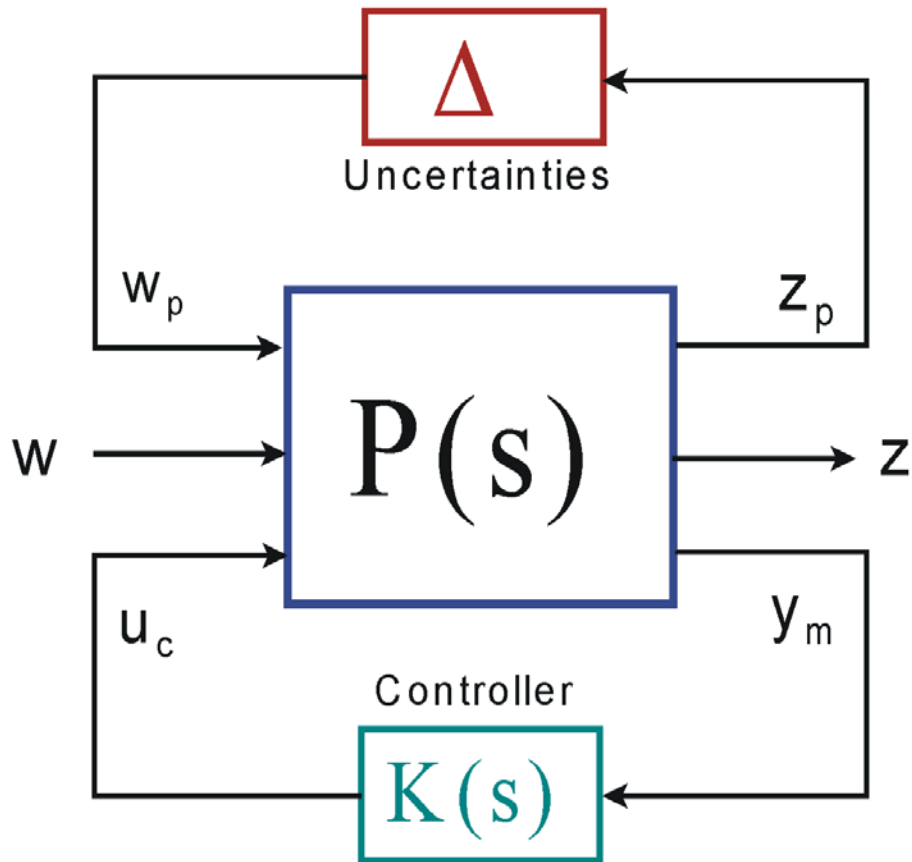 Δ
Uncertainties
w_p
z_p
w
P(s)
z
u_c
y_m
Controller
K(s)